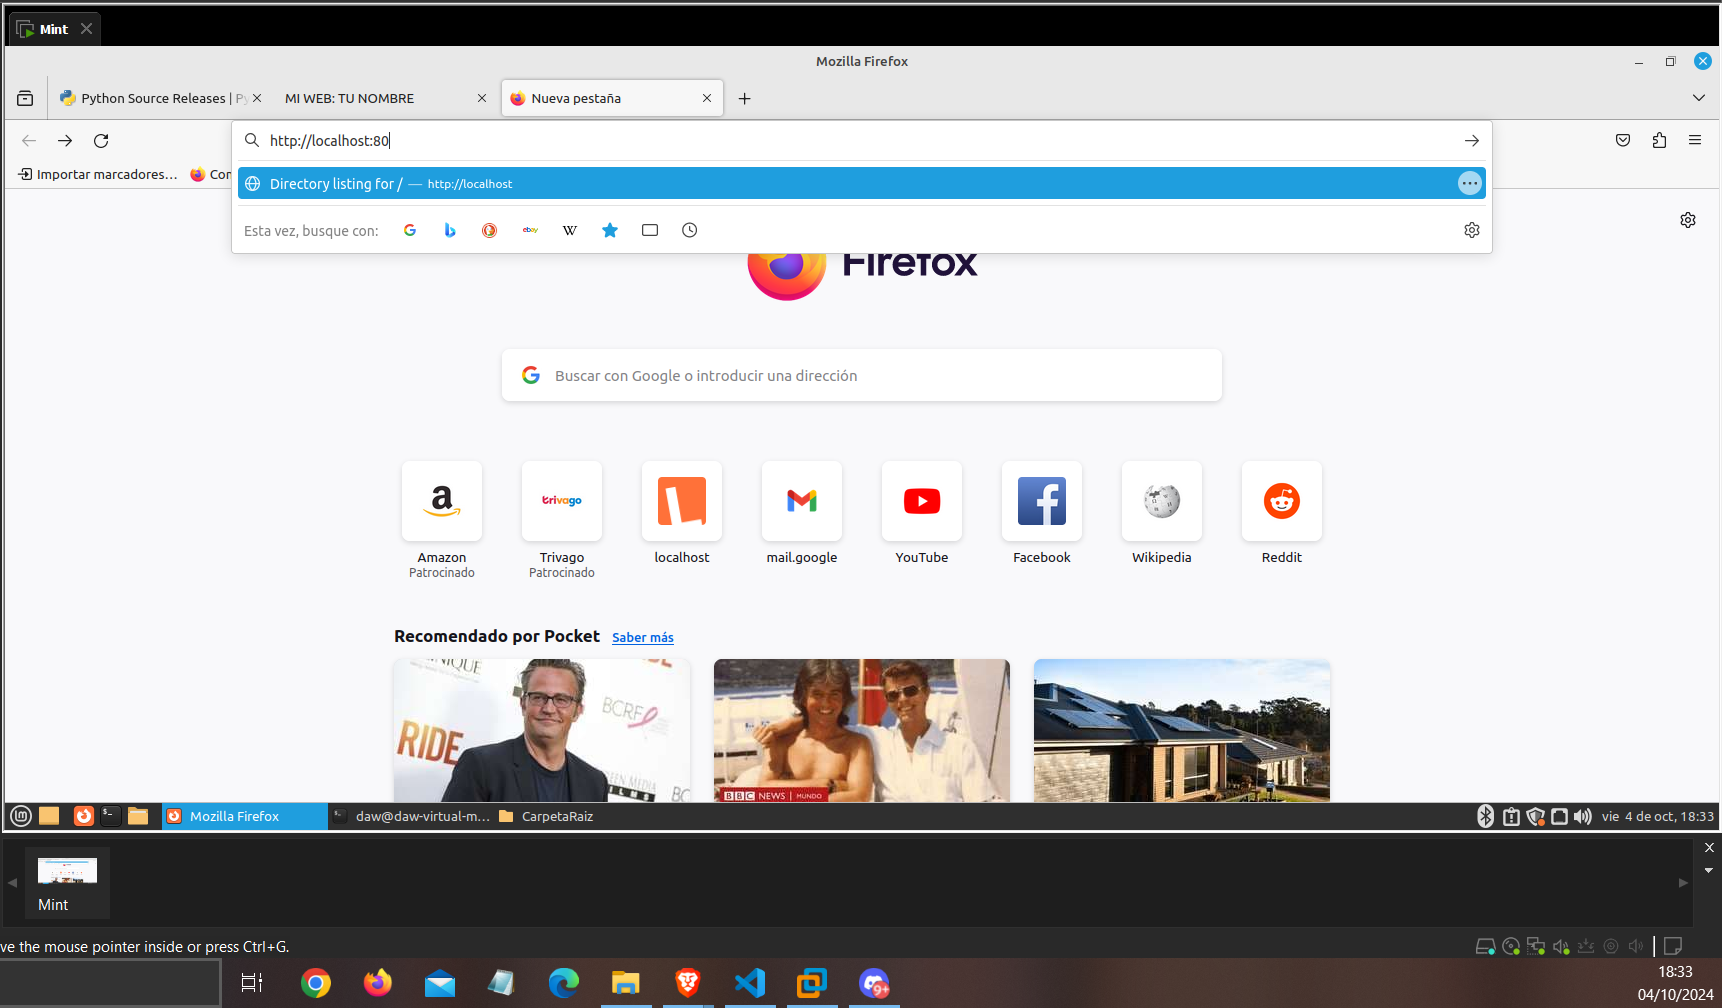 Mint
Mozilla Firefox
Python Source Releases | Py
MI WEB: TU NOMBRE
Nueva pestaña
http://localhost:80
Importar marcadores...
Con
Directory listing for / — http://localhost
Esta vez, busque con:
ebay
W
Firefox
Buscar con Google o introducir una dirección
a
trivago
Amazon
Patrocinado
Trivago
Patrocinado
localhost
mail.google
YouTube
Facebook
Wikipedia
Reddit
Recomendado por Pocket Saber más
RIDE
BCRF
BBC NEWS | MUNDO
Mozilla Firefox
daw@daw-virtual-m...
CarpetaRaiz
vie 4 de oct, 18:33
Mint
ve the mouse pointer inside or press Ctrl+G.
9+
18:33
04/10/2024